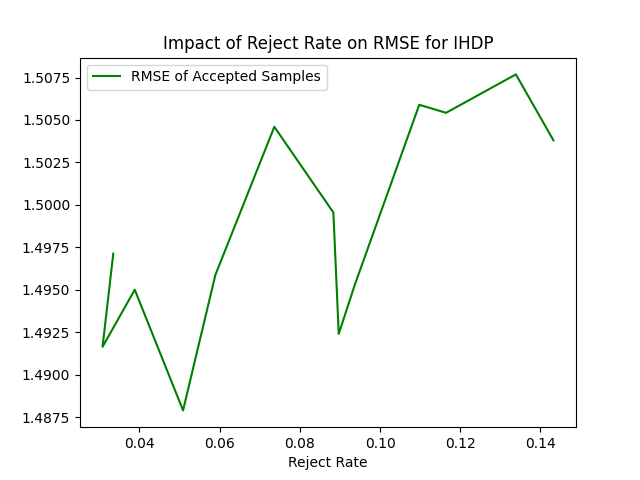 Impact of Reject Rate on RMSE for IHDP
RMSE of Accepted Samples
1.5075
1.5050
1.5025
1.5000
1.4975
1.4950
1.4925
1.4900
1.4875
0.04 0.06 0.08 0.10 0.12 0.14
Reject Rate